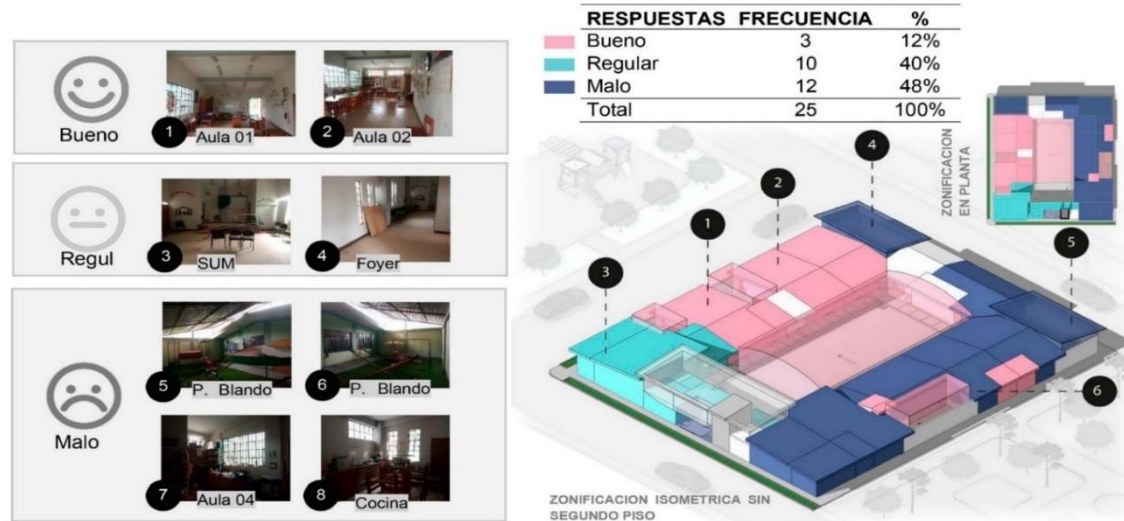 Bueno
1 Aula 01
2 Aula 02
Regul
3 SUM
4 Foyer
Malo
5 P. Blando
6 P. Blando
7 Aula 04
8 Cocina
RESPUESTAS FRECUENCIA %
Bueno 3 12%
Regular 10 40%
Malo 12 48%
Total 25 100%
ZONIFICACION
EN PLANTA
4
2
1
3
5
6
ZONIFICACION ISOMETRICA SIN
SEGUNDO PISO